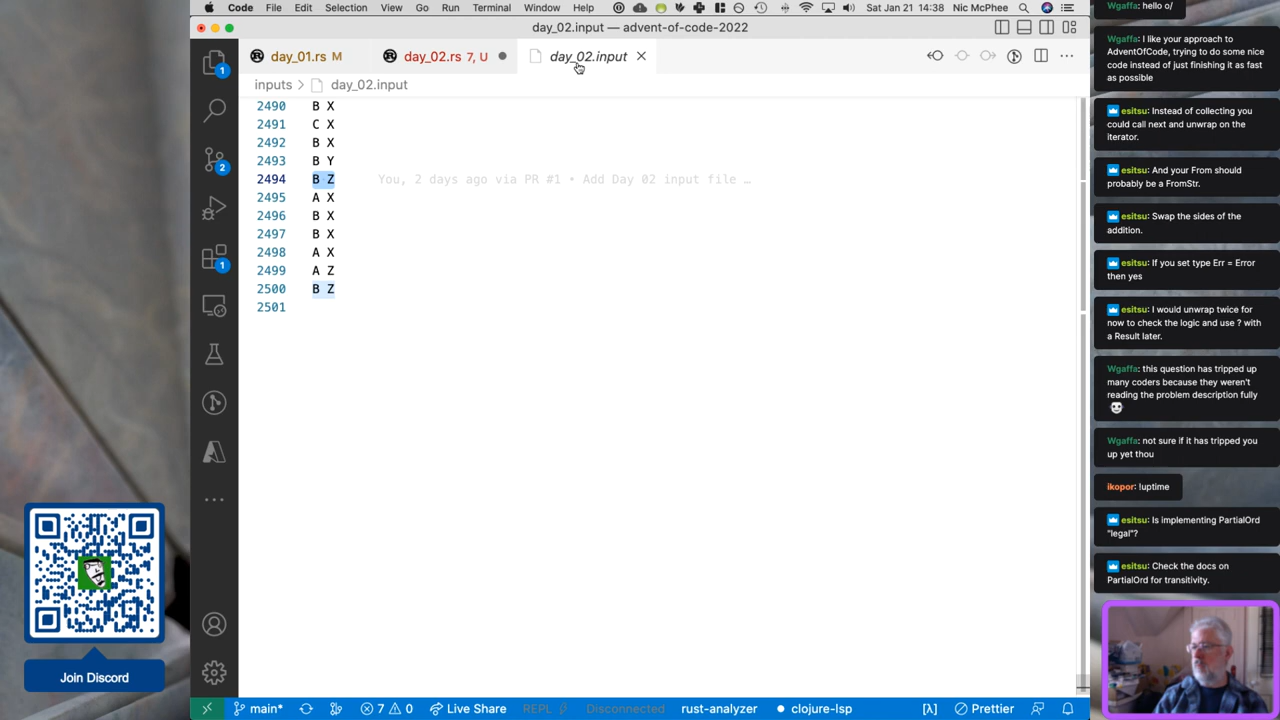 Code File Edit Selection View Go Run Terminal Window Help Sat Jan 21 14:38 Nic McPhee
day_02.input — advent-of-code-2022
day_01.rs M day_02.rs 7, U day_02.input
inputs > day_02.input
2490 B X
2491 C X
2492 B X
2493 B Y
2494 B Z You, 2 days ago via PR #1 • Add Day 02 input file …
2495 A X
2496 B X
2497 B X
2498 A X
2499 A Z
2500 B Z
2501
1
2
1
main* 7 0 Live Share REPL Disconnected rust-analyzer clojure-lsp [λ] Prettier
Join Discord
Wgaffa: hello o/
Wgaffa: I like your approach to
AdventOfCode, trying to do some nice
code instead of just finishing it as fast
as possible
esitsu: Instead of collecting you
could call next and unwrap on the
iterator.
esitsu: And your From should
probably be a FromStr.
esitsu: Swap the sides of the
addition.
esitsu: If you set type Err = Error
then yes
esitsu: I would unwrap twice for
now to check the logic and use ? with
a Result later.
Wgaffa: this question has tripped up
many coders because they weren't
reading the problem description fully
Wgaffa: not sure if it has tripped you
up yet thou
ikopor: !uptime
esitsu: Is implementing PartialOrd
"legal"?
esitsu: Check the docs on
PartialOrd for transitivity.